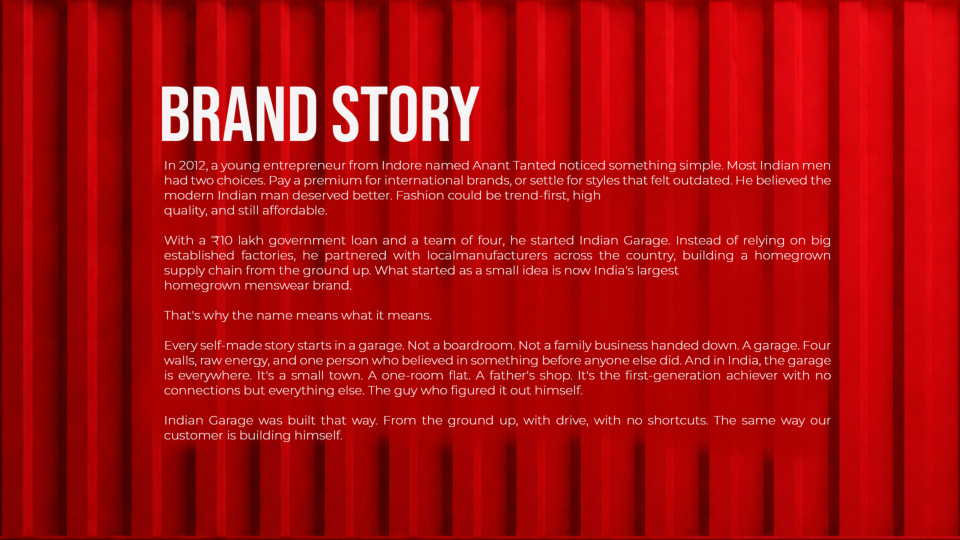 BRAND STORY
In 2012, a young entrepreneur from Indore named Anant Tanted noticed something simple. Most Indian men
had two choices. Pay a premium for international brands, or settle for styles that felt outdated. He believed the
modern Indian man deserved better. Fashion could be trend-first, high
quality, and still affordable.
With a ₹10 lakh government loan and a team of four, he started Indian Garage. Instead of relying on big
established factories, he partnered with localmanufacturers across the country, building a homegrown
supply chain from the ground up. What started as a small idea is now India's largest
homegrown menswear brand.
That's why the name means what it means.
Every self-made story starts in a garage. Not a boardroom. Not a family business handed down. A garage. Four
walls, raw energy, and one person who believed in something before anyone else did. And in India, the garage
is everywhere. It's a small town. A one-room flat. A father's shop. It's the first-generation achiever with no
connections but everything else. The guy who figured it out himself.
Indian Garage was built that way. From the ground up, with drive, with no shortcuts. The same way our
customer is building himself.